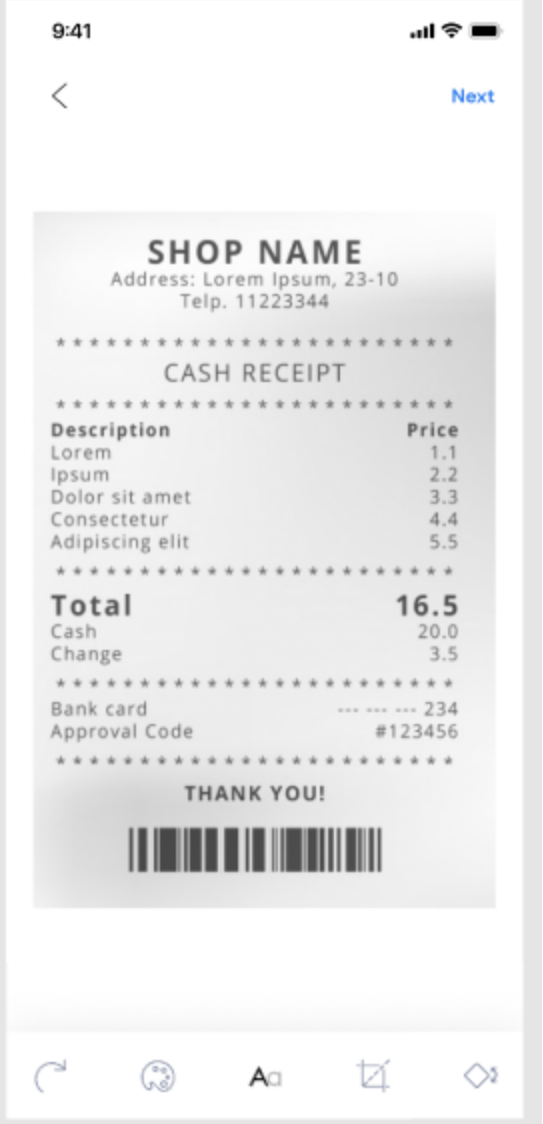 9:41
Next
SHOP NAME
Address: Lorem Ipsum, 23-10
Telp. 11223344
* * * * * * * * * * * * * * * * * * * * * * * *
CASH RECEIPT
* * * * * * * * * * * * * * * * * * * * * * * *
Description Price
Lorem 1.1
Ipsum 2.2
Dolor sit amet 3.3
Consectetur 4.4
Adipiscing elit 5.5
* * * * * * * * * * * * * * * * * * * * * * * *
Total 16.5
Cash 20.0
Change 3.5
* * * * * * * * * * * * * * * * * * * * * * * *
Bank card --- --- --- 234
Approval Code #123456
* * * * * * * * * * * * * * * * * * * * * * * *
THANK YOU!
Aa